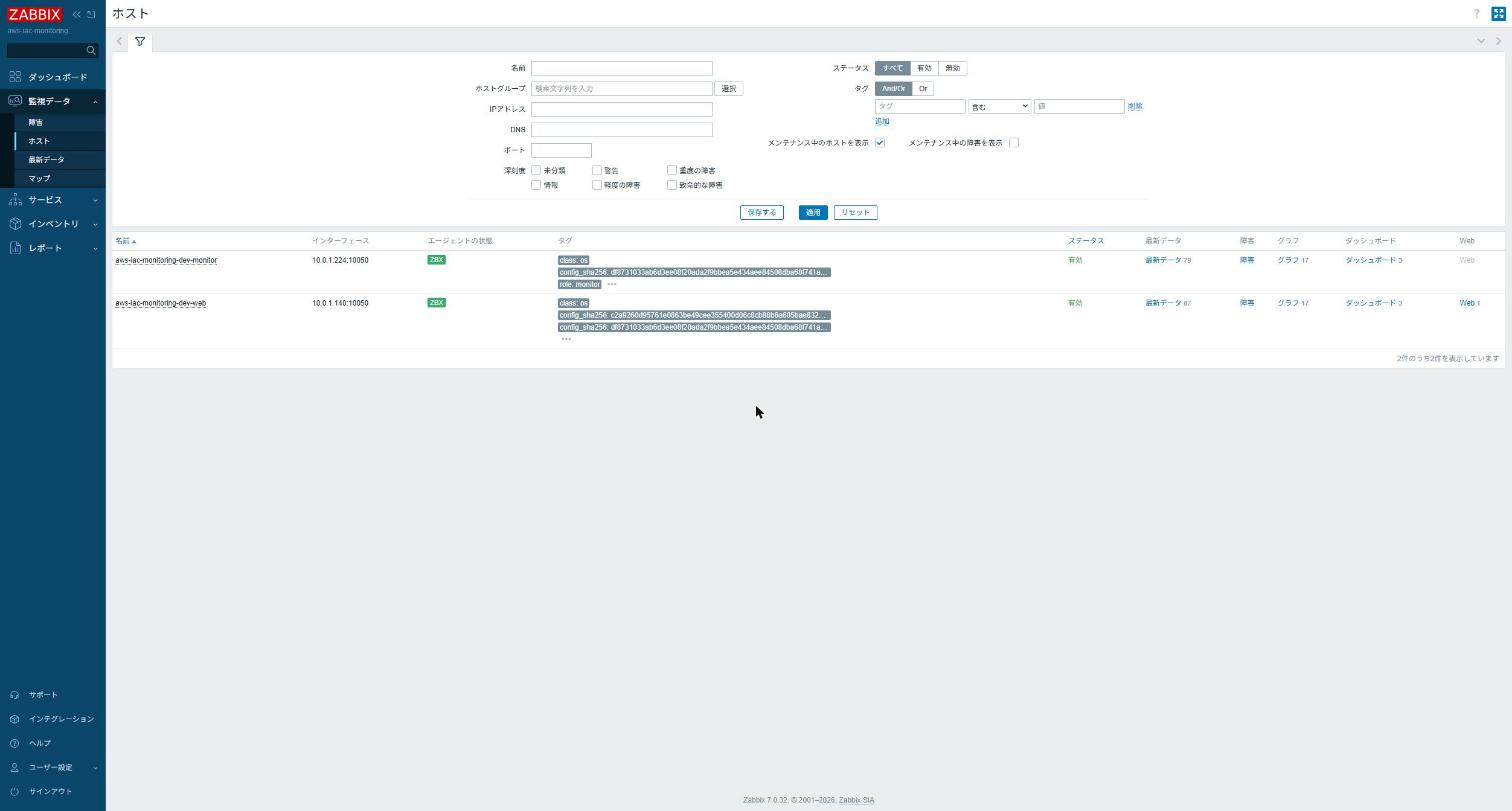 ZABBIX
aws-iac-monitoring
ダッシュボード
監視データ
障害
ホスト
最新データ
マップ
サービス
インベントリ
レポート
サポート
インテグレーション
ヘルプ
ユーザー設定
サインアウト
ホスト
?
名前
ホストグループ 検索文字列を入力 選択
IPアドレス
DNS
ポート
深刻度 未分類 警告 重度の障害
情報 軽度の障害 致命的な障害
ステータス すべて 有効 無効
タグ And/Or Or
タグ 含む 値 削除
追加
メンテナンス中のホストを表示 メンテナンス中の障害を表示
保存する 適用 リセット
名前 インターフェース エージェントの状態 タグ ステータス 最新データ 障害 グラフ ダッシュボード Web
aws-iac-monitoring-dev-monitor 10.0.1.224:10050 ZBX class: os 有効 最新データ 79 障害 グラフ 17 ダッシュボード 3 Web
config_sha256: df8731033ab6d3ee08f20ada2f9bbea5e434aee84508dba68f741a...
role: monitor ...
aws-iac-monitoring-dev-web 10.0.1.140:10050 ZBX class: os 有効 最新データ 87 障害 グラフ 17 ダッシュボード 3 Web 1
config_sha256: c2a9260d95761e0863be49cee355400d06c8cb88b6a605bae832...
config_sha256: df8731033ab6d3ee08f20ada2f9bbea5e434aee84508dba68f741a...
...
2件のうち2件を表示しています
Zabbix 7.0.32. © 2001–2026, Zabbix SIA